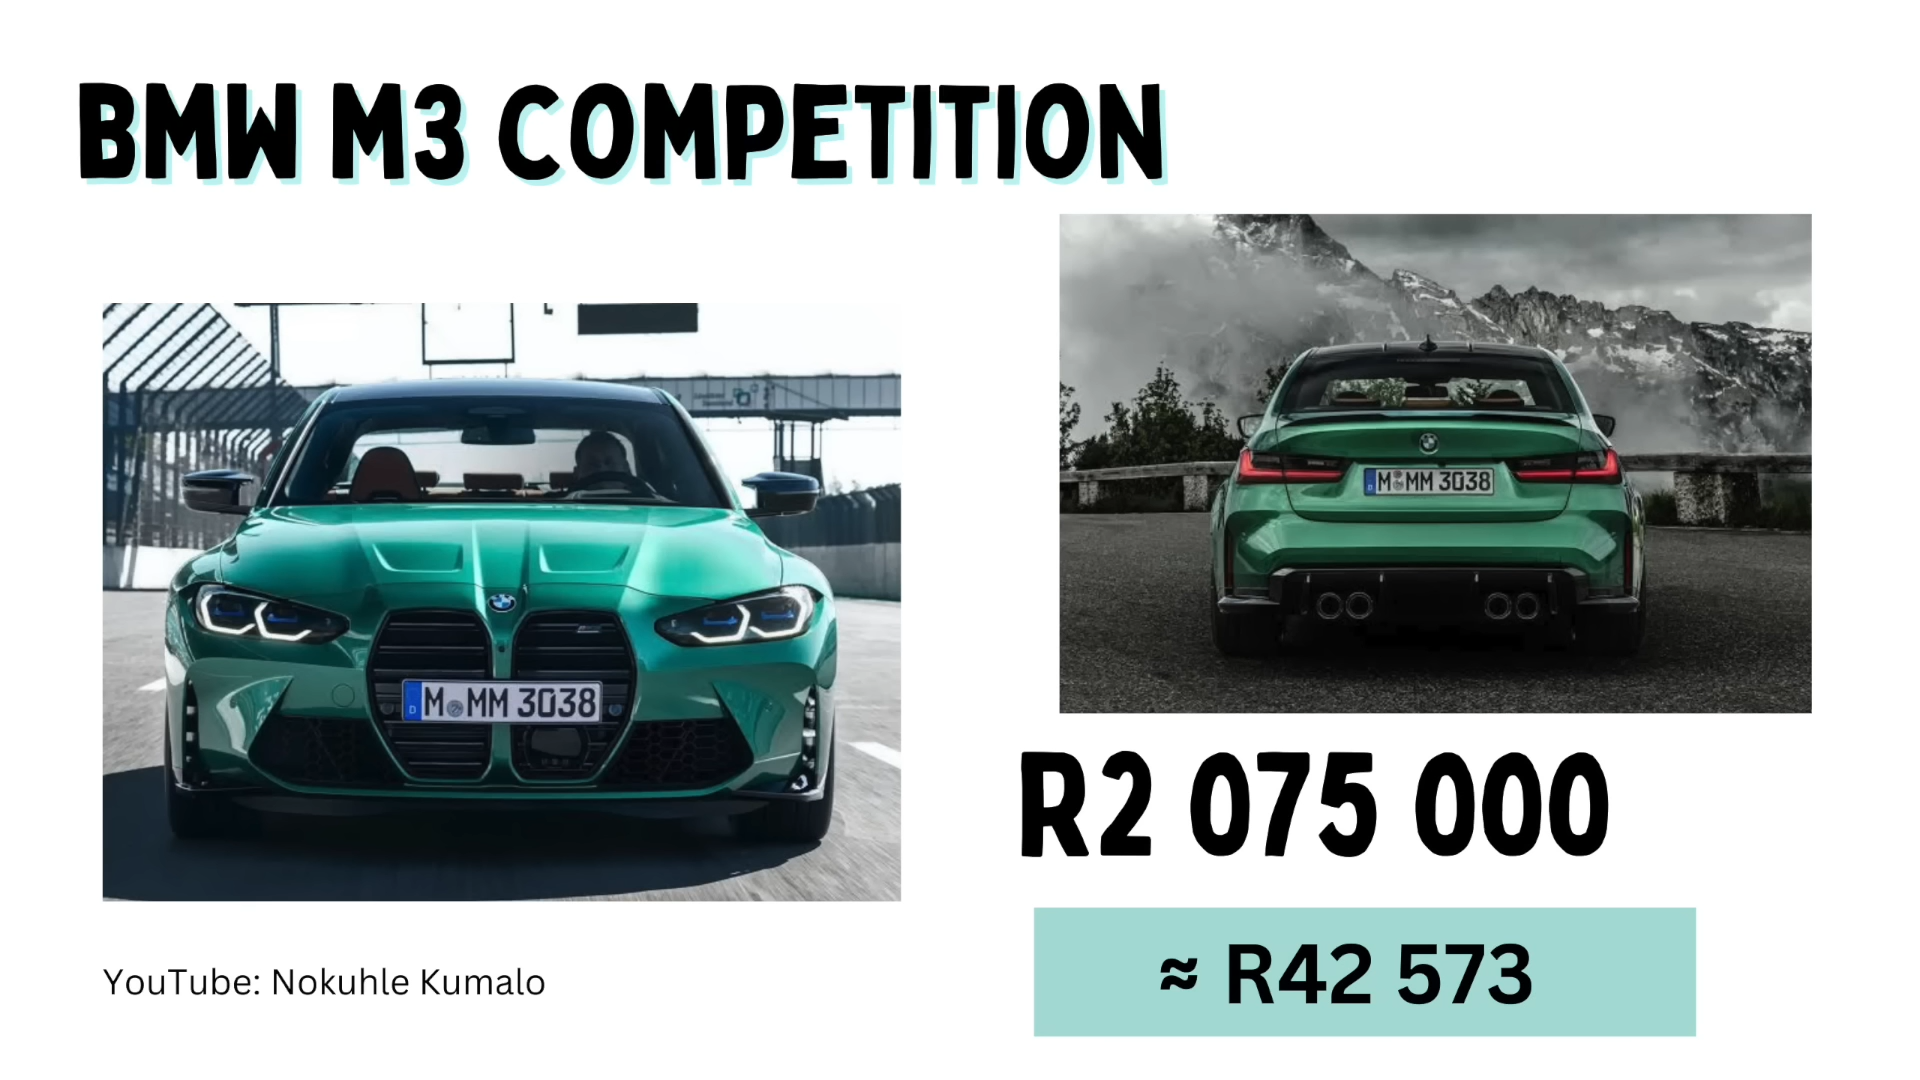 BMW M3 COMPETITION
M MM 3038
M MM 3038
R2 075 000
≈ R42 573
YouTube: Nokuhle Kumalo